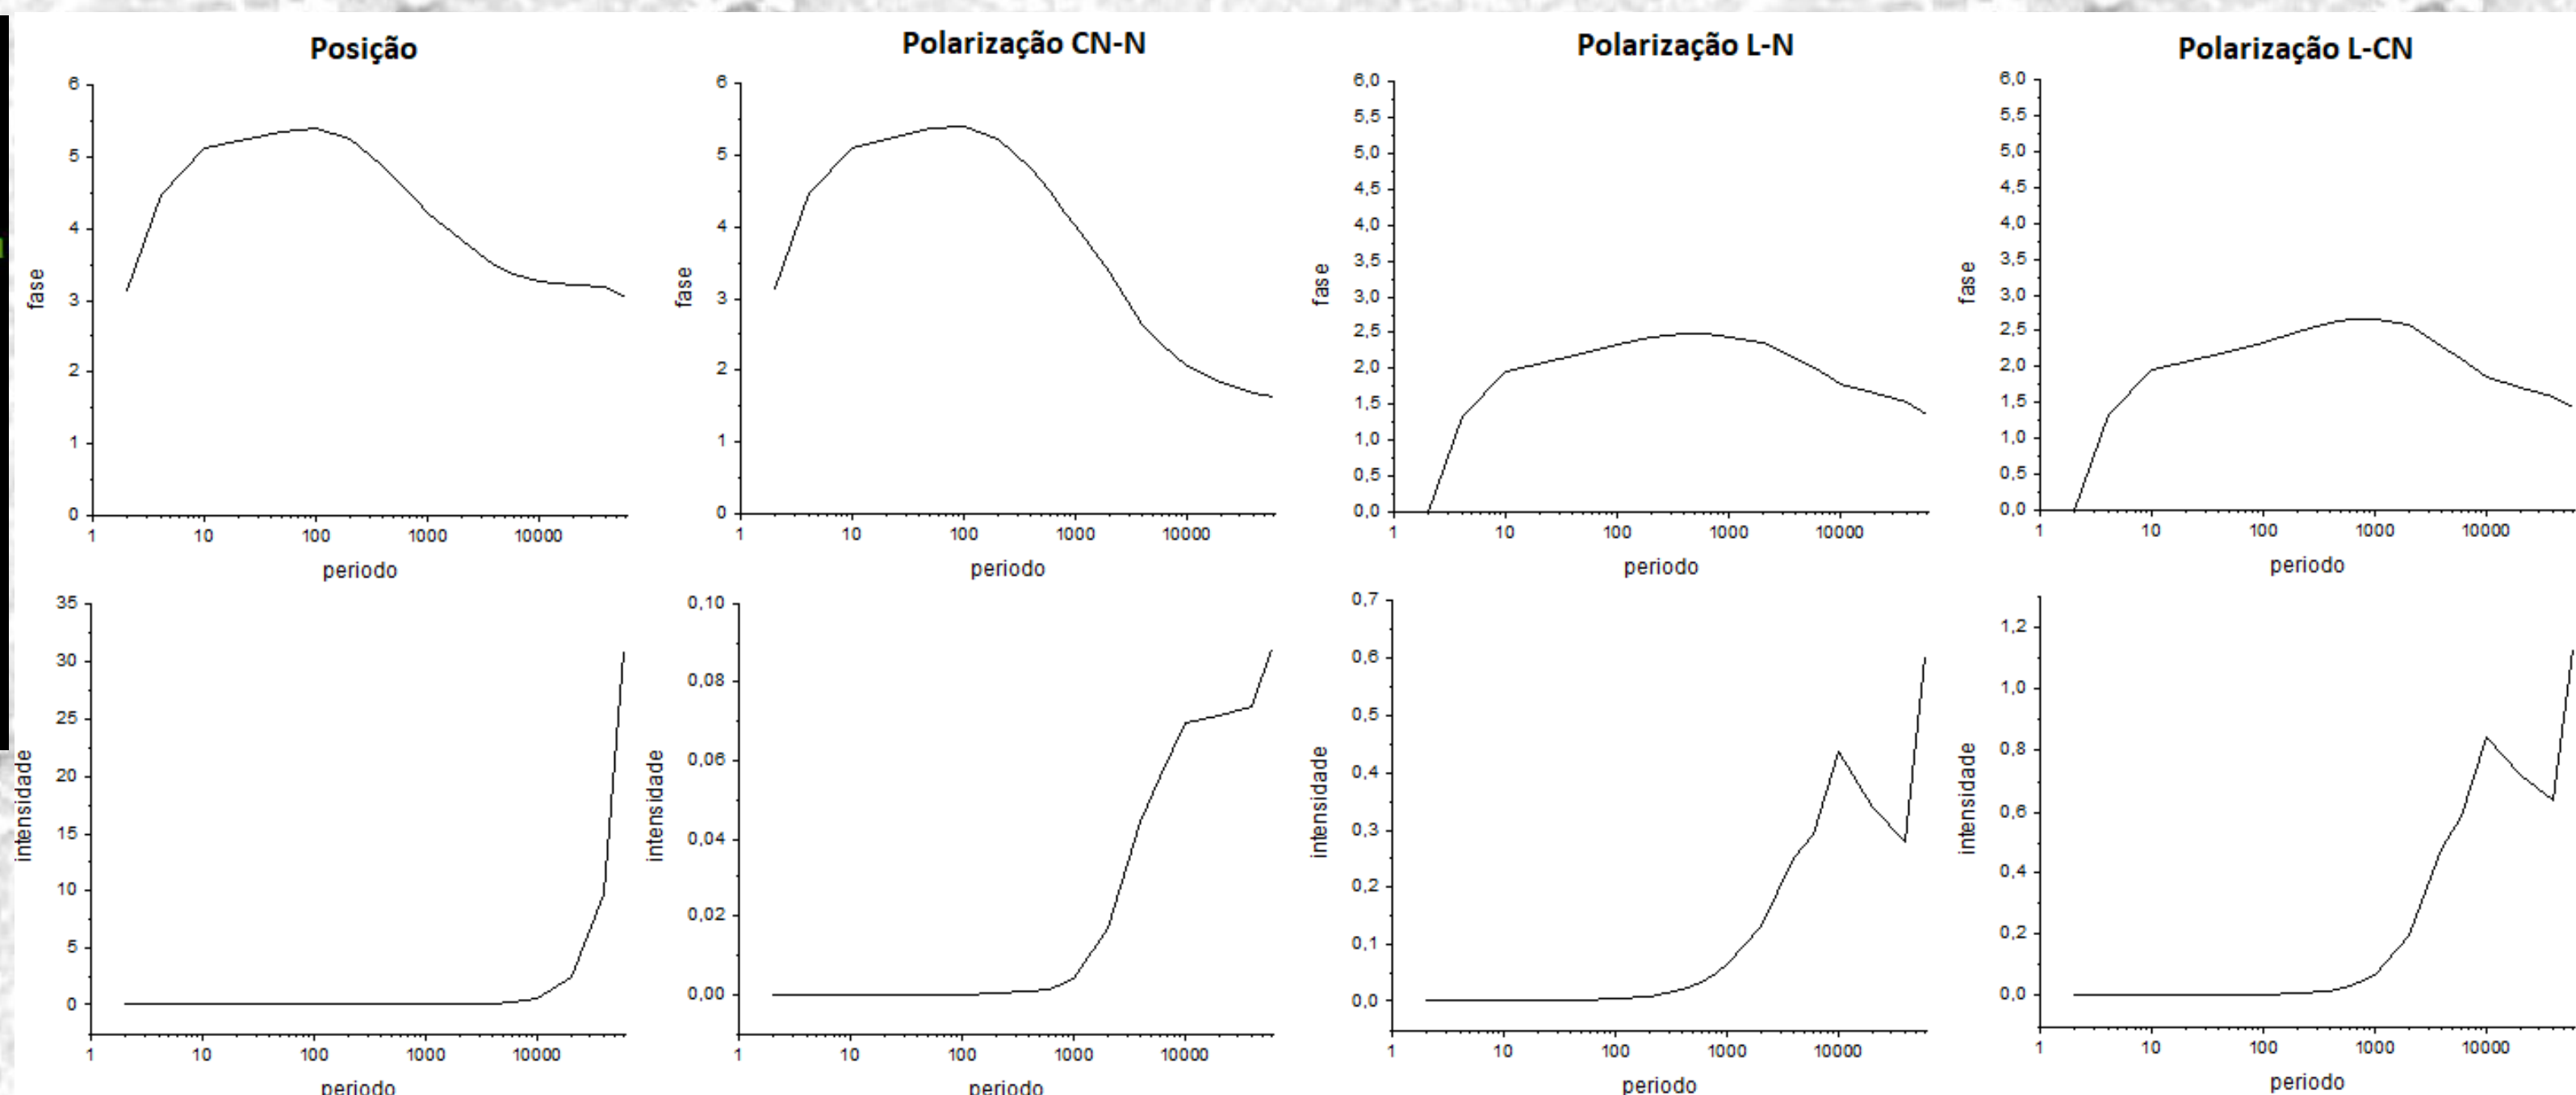 Posição
6
5
4
3
2
1
0
fase
1 10 100 1000 10000
periodo
Polarização CN-N
6
5
4
3
2
1
0
fase
1 10 100 1000 10000
periodo
Polarização L-N
6,0
5,5
5,0
4,5
4,0
3,5
3,0
2,5
2,0
1,5
1,0
0,5
0,0
fase
1 10 100 1000 10000
periodo
Polarização L-CN
6,0
5,5
5,0
4,5
4,0
3,5
3,0
2,5
2,0
1,5
1,0
0,5
0,0
fase
1 10 100 1000 10000
periodo
35
30
25
20
15
10
5
0
intensidade
1 10 100 1000 10000
periodo
0,10
0,08
0,06
0,04
0,02
0,00
intensidade
1 10 100 1000 10000
periodo
0,7
0,6
0,5
0,4
0,3
0,2
0,1
0,0
intensidade
1 10 100 1000 10000
periodo
1,2
1,0
0,8
0,6
0,4
0,2
0,0
intensidade
1 10 100 1000 10000
periodo